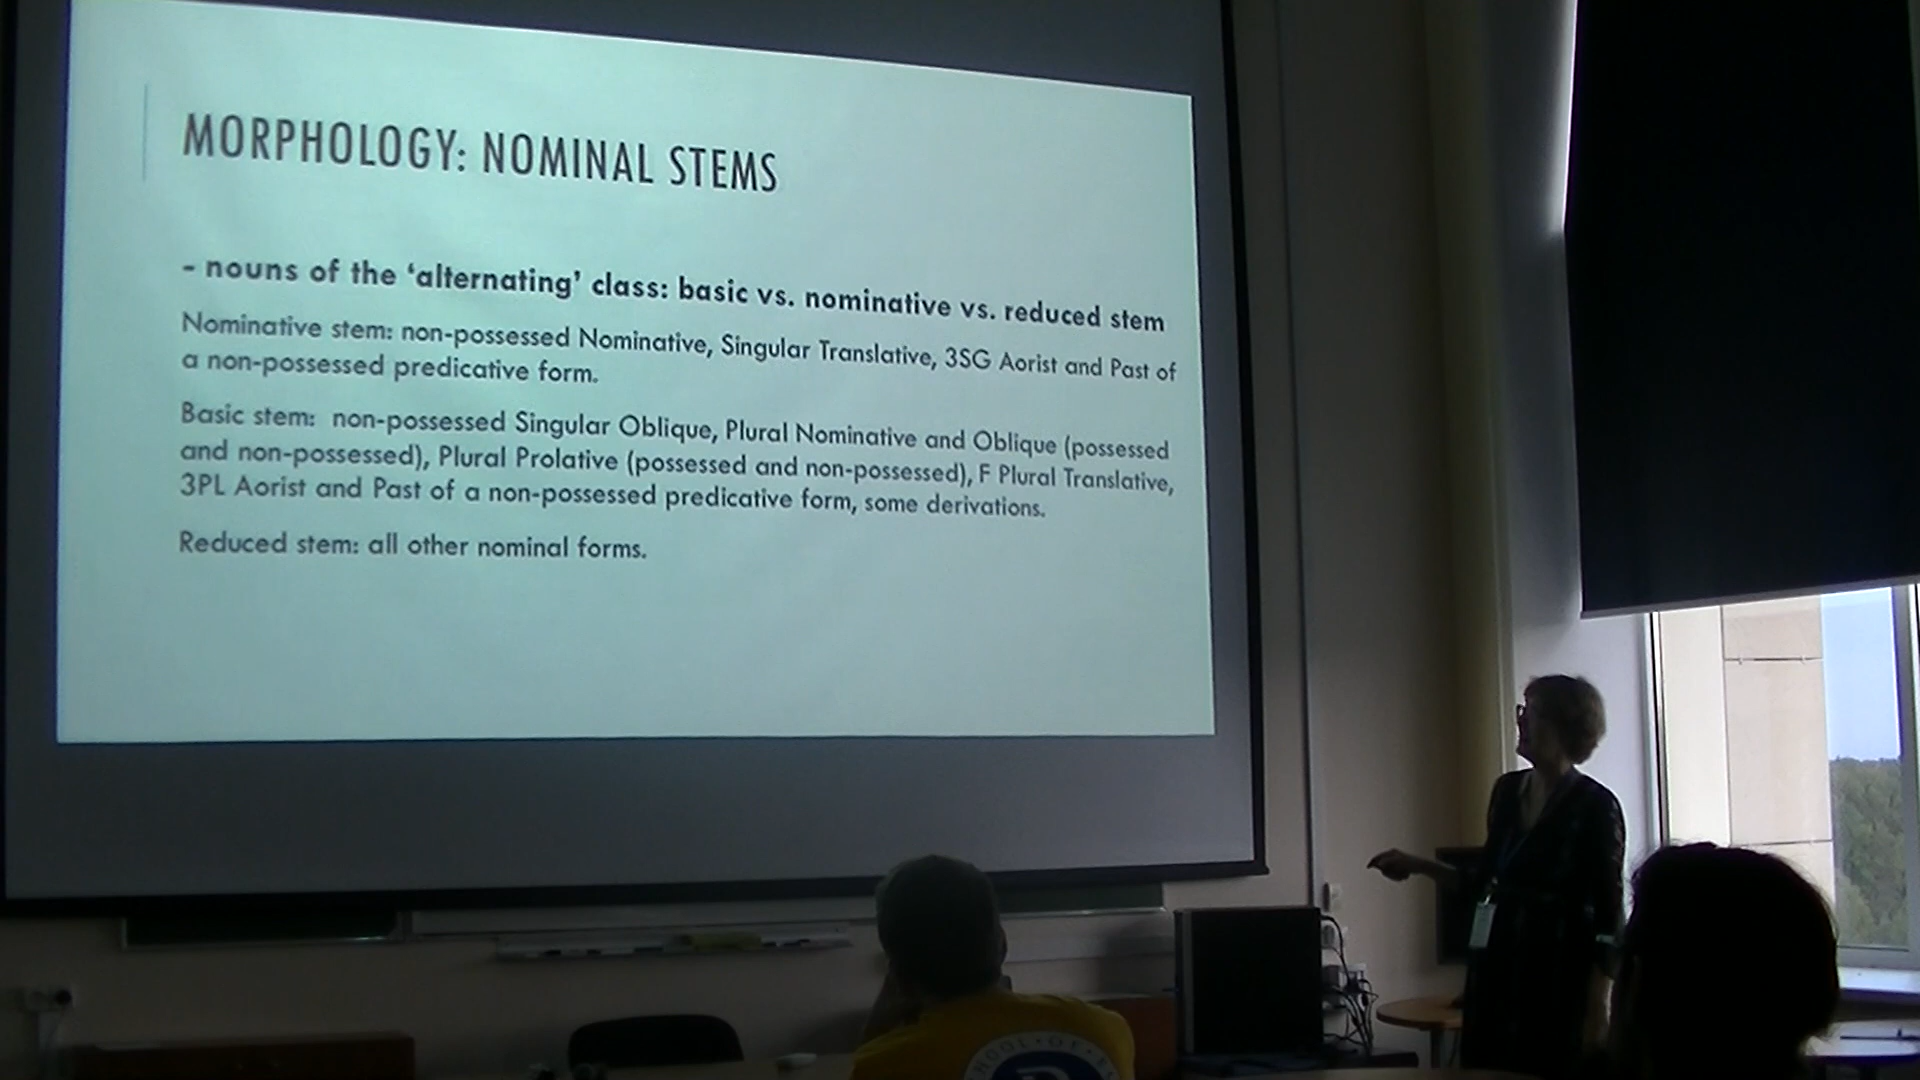 MORPHOLOGY: NOMINAL STEMS
- nouns of the ‘alternating’ class: basic vs. nominative vs. reduced stem
Nominative stem: non-possessed Nominative, Singular Translative, 3SG Aorist and Past of
a non-possessed predicative form.
Basic stem: non-possessed Singular Oblique, Plural Nominative and Oblique (possessed
and non-possessed), Plural Prolative (possessed and non-possessed), F Plural Translative,
3PL Aorist and Past of a non-possessed predicative form, some derivations.
Reduced stem: all other nominal forms.
OF